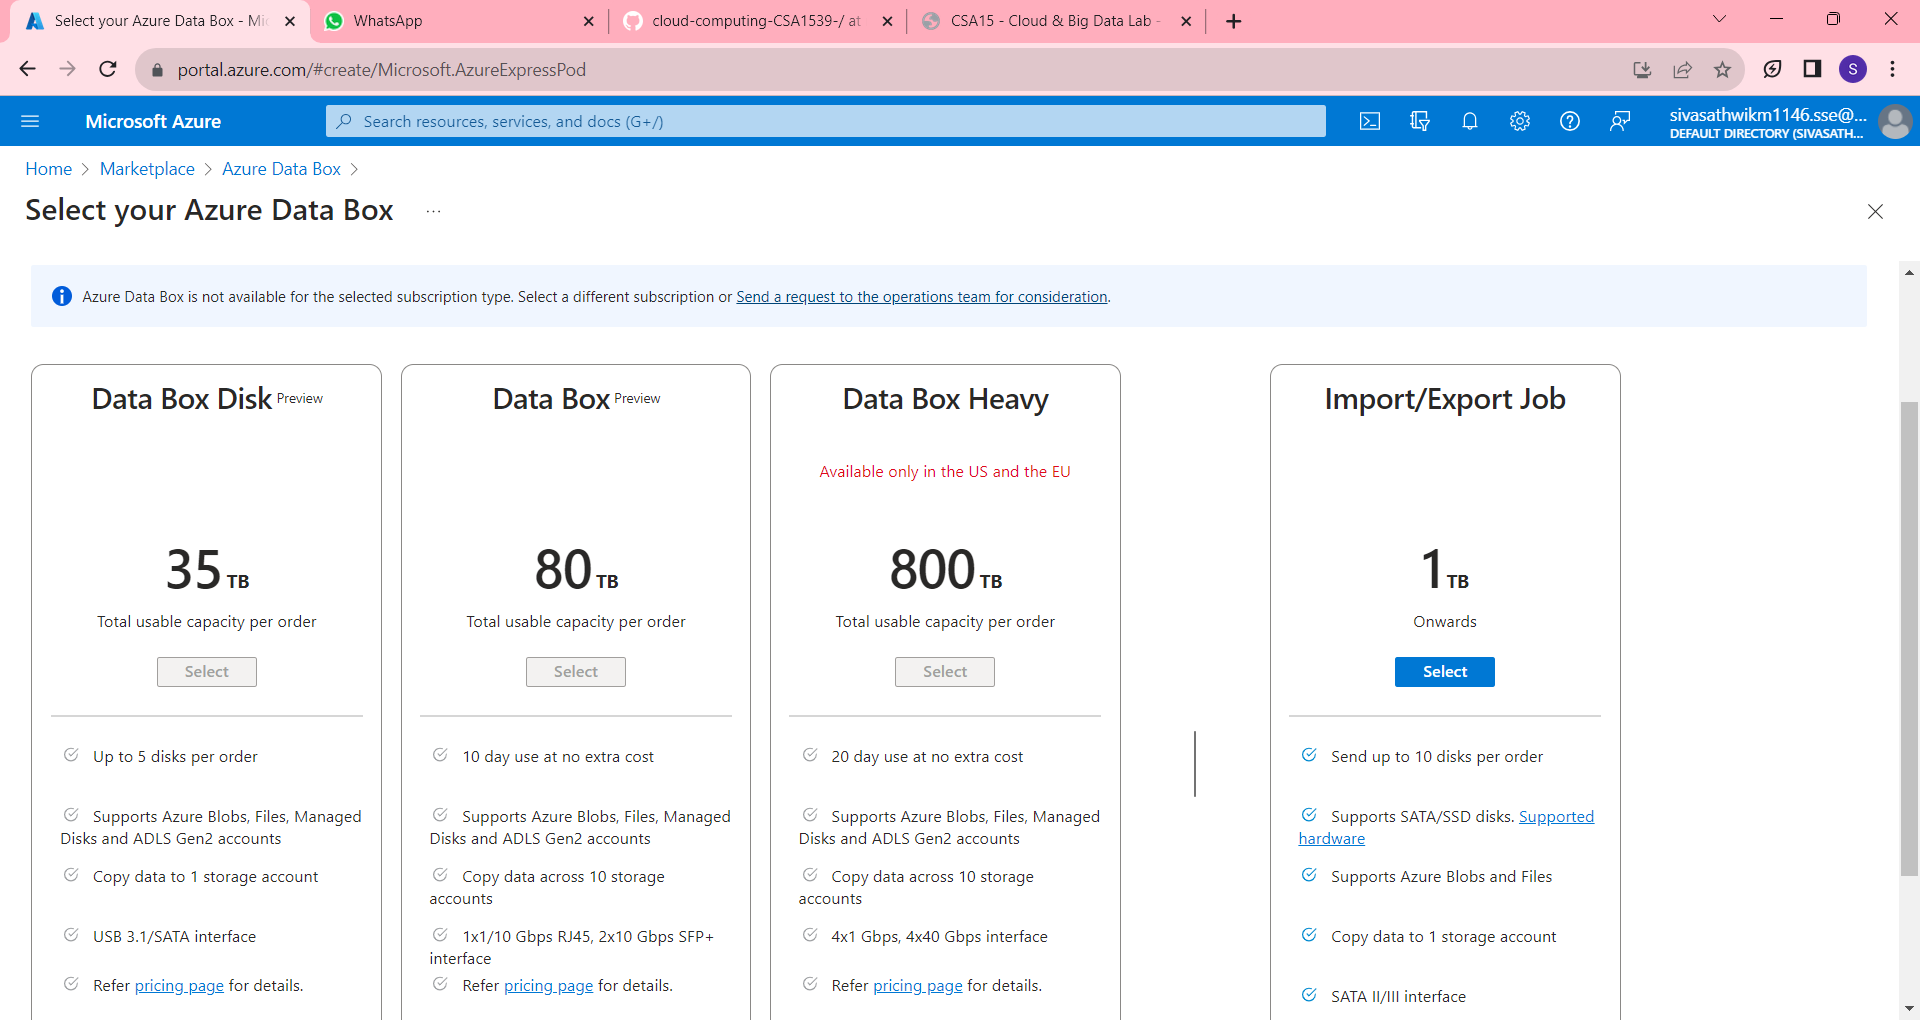 Select your Azure Data Box - Mic
WhatsApp
cloud-computing-CSA1539-/ at
CSA15 - Cloud & Big Data Lab -
portal.azure.com/#create/Microsoft.AzureExpressPod
S
Microsoft Azure
Search resources, services, and docs (G+/)
sivasathwikm1146.sse@...
DEFAULT DIRECTORY (SIVASATH...
Home > Marketplace > Azure Data Box >
Select your Azure Data Box ...
Azure Data Box is not available for the selected subscription type. Select a different subscription or Send a request to the operations team for consideration.
Data Box Disk Preview
35 TB
Total usable capacity per order
Select
Up to 5 disks per order
Supports Azure Blobs, Files, Managed
Disks and ADLS Gen2 accounts
Copy data to 1 storage account
USB 3.1/SATA interface
Refer pricing page for details.
Data Box Preview
80 TB
Total usable capacity per order
Select
10 day use at no extra cost
Supports Azure Blobs, Files, Managed
Disks and ADLS Gen2 accounts
Copy data across 10 storage
accounts
1x1/10 Gbps RJ45, 2x10 Gbps SFP+
interface
Refer pricing page for details.
Data Box Heavy
Available only in the US and the EU
800 TB
Total usable capacity per order
Select
20 day use at no extra cost
Supports Azure Blobs, Files, Managed
Disks and ADLS Gen2 accounts
Copy data across 10 storage
accounts
4x1 Gbps, 4x40 Gbps interface
Refer pricing page for details.
Import/Export Job
1 TB
Onwards
Select
Send up to 10 disks per order
Supports SATA/SSD disks. Supported
hardware
Supports Azure Blobs and Files
Copy data to 1 storage account
SATA II/III interface